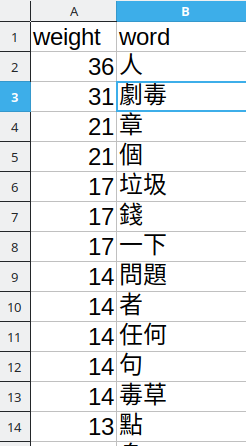 A B
1 weight word
2 36 人
3 31 劇毒
4 21 章
5 21 個
6 17 垃圾
7 17 錢
8 17 一下
9 14 問題
10 14 者
11 14 任何
12 14 句
13 14 毒草
14 13 點